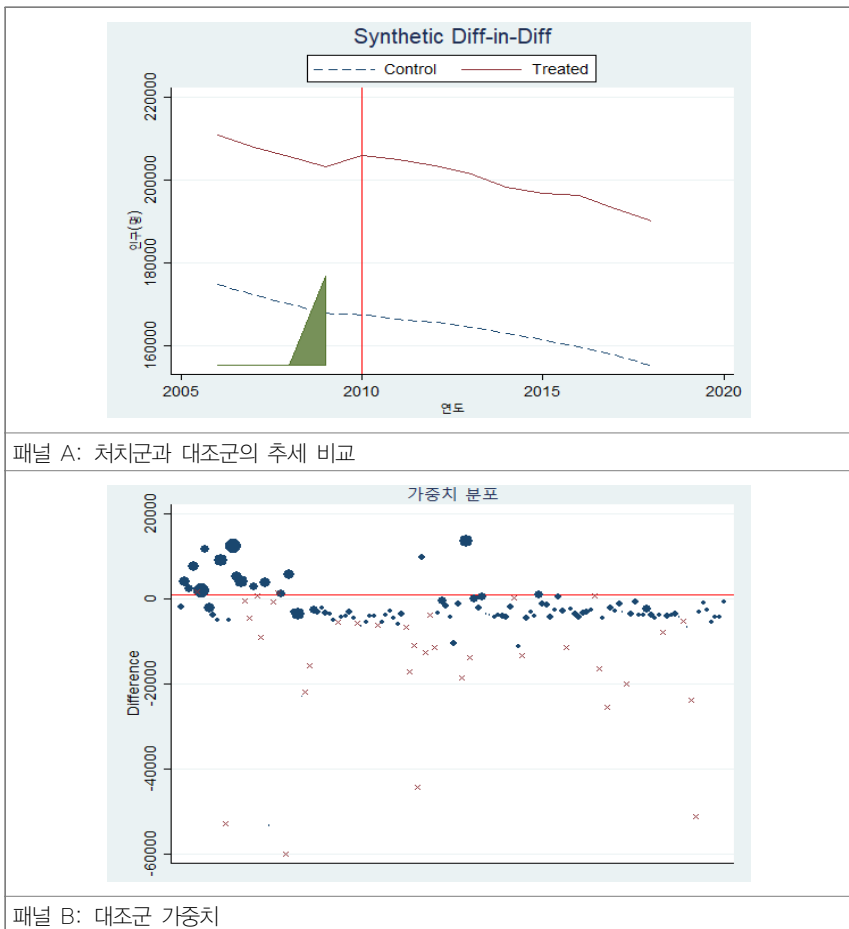 Synthetic Diff-in-Diff
Control Treated
220000
200000
180000
160000
인구(명)
2005 2010 2015 2020
연도
패널 A: 처치군과 대조군의 추세 비교
가중치 분포
20000
0
-20000
-40000
-60000
Difference
패널 B: 대조군 가중치